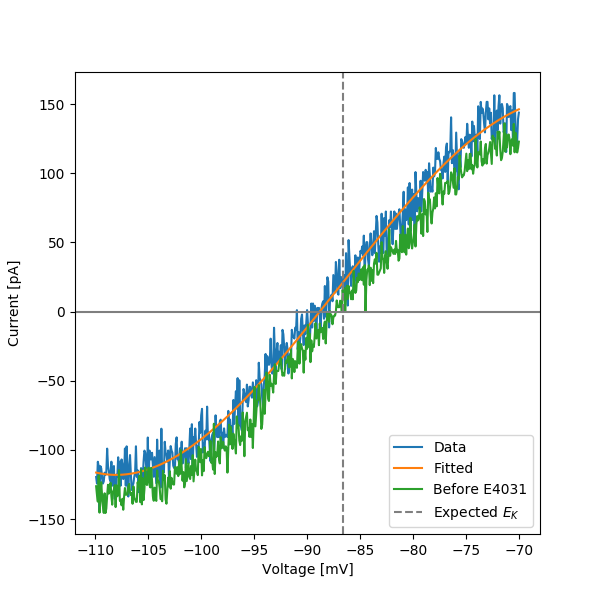 150
100
50
0
−50
−100
−150
Current [pA]
−110
−105
−100
−95
−90
−85
−80
−75
−70
Voltage [mV]
Data
Fitted
Before E4031
Expected E_K